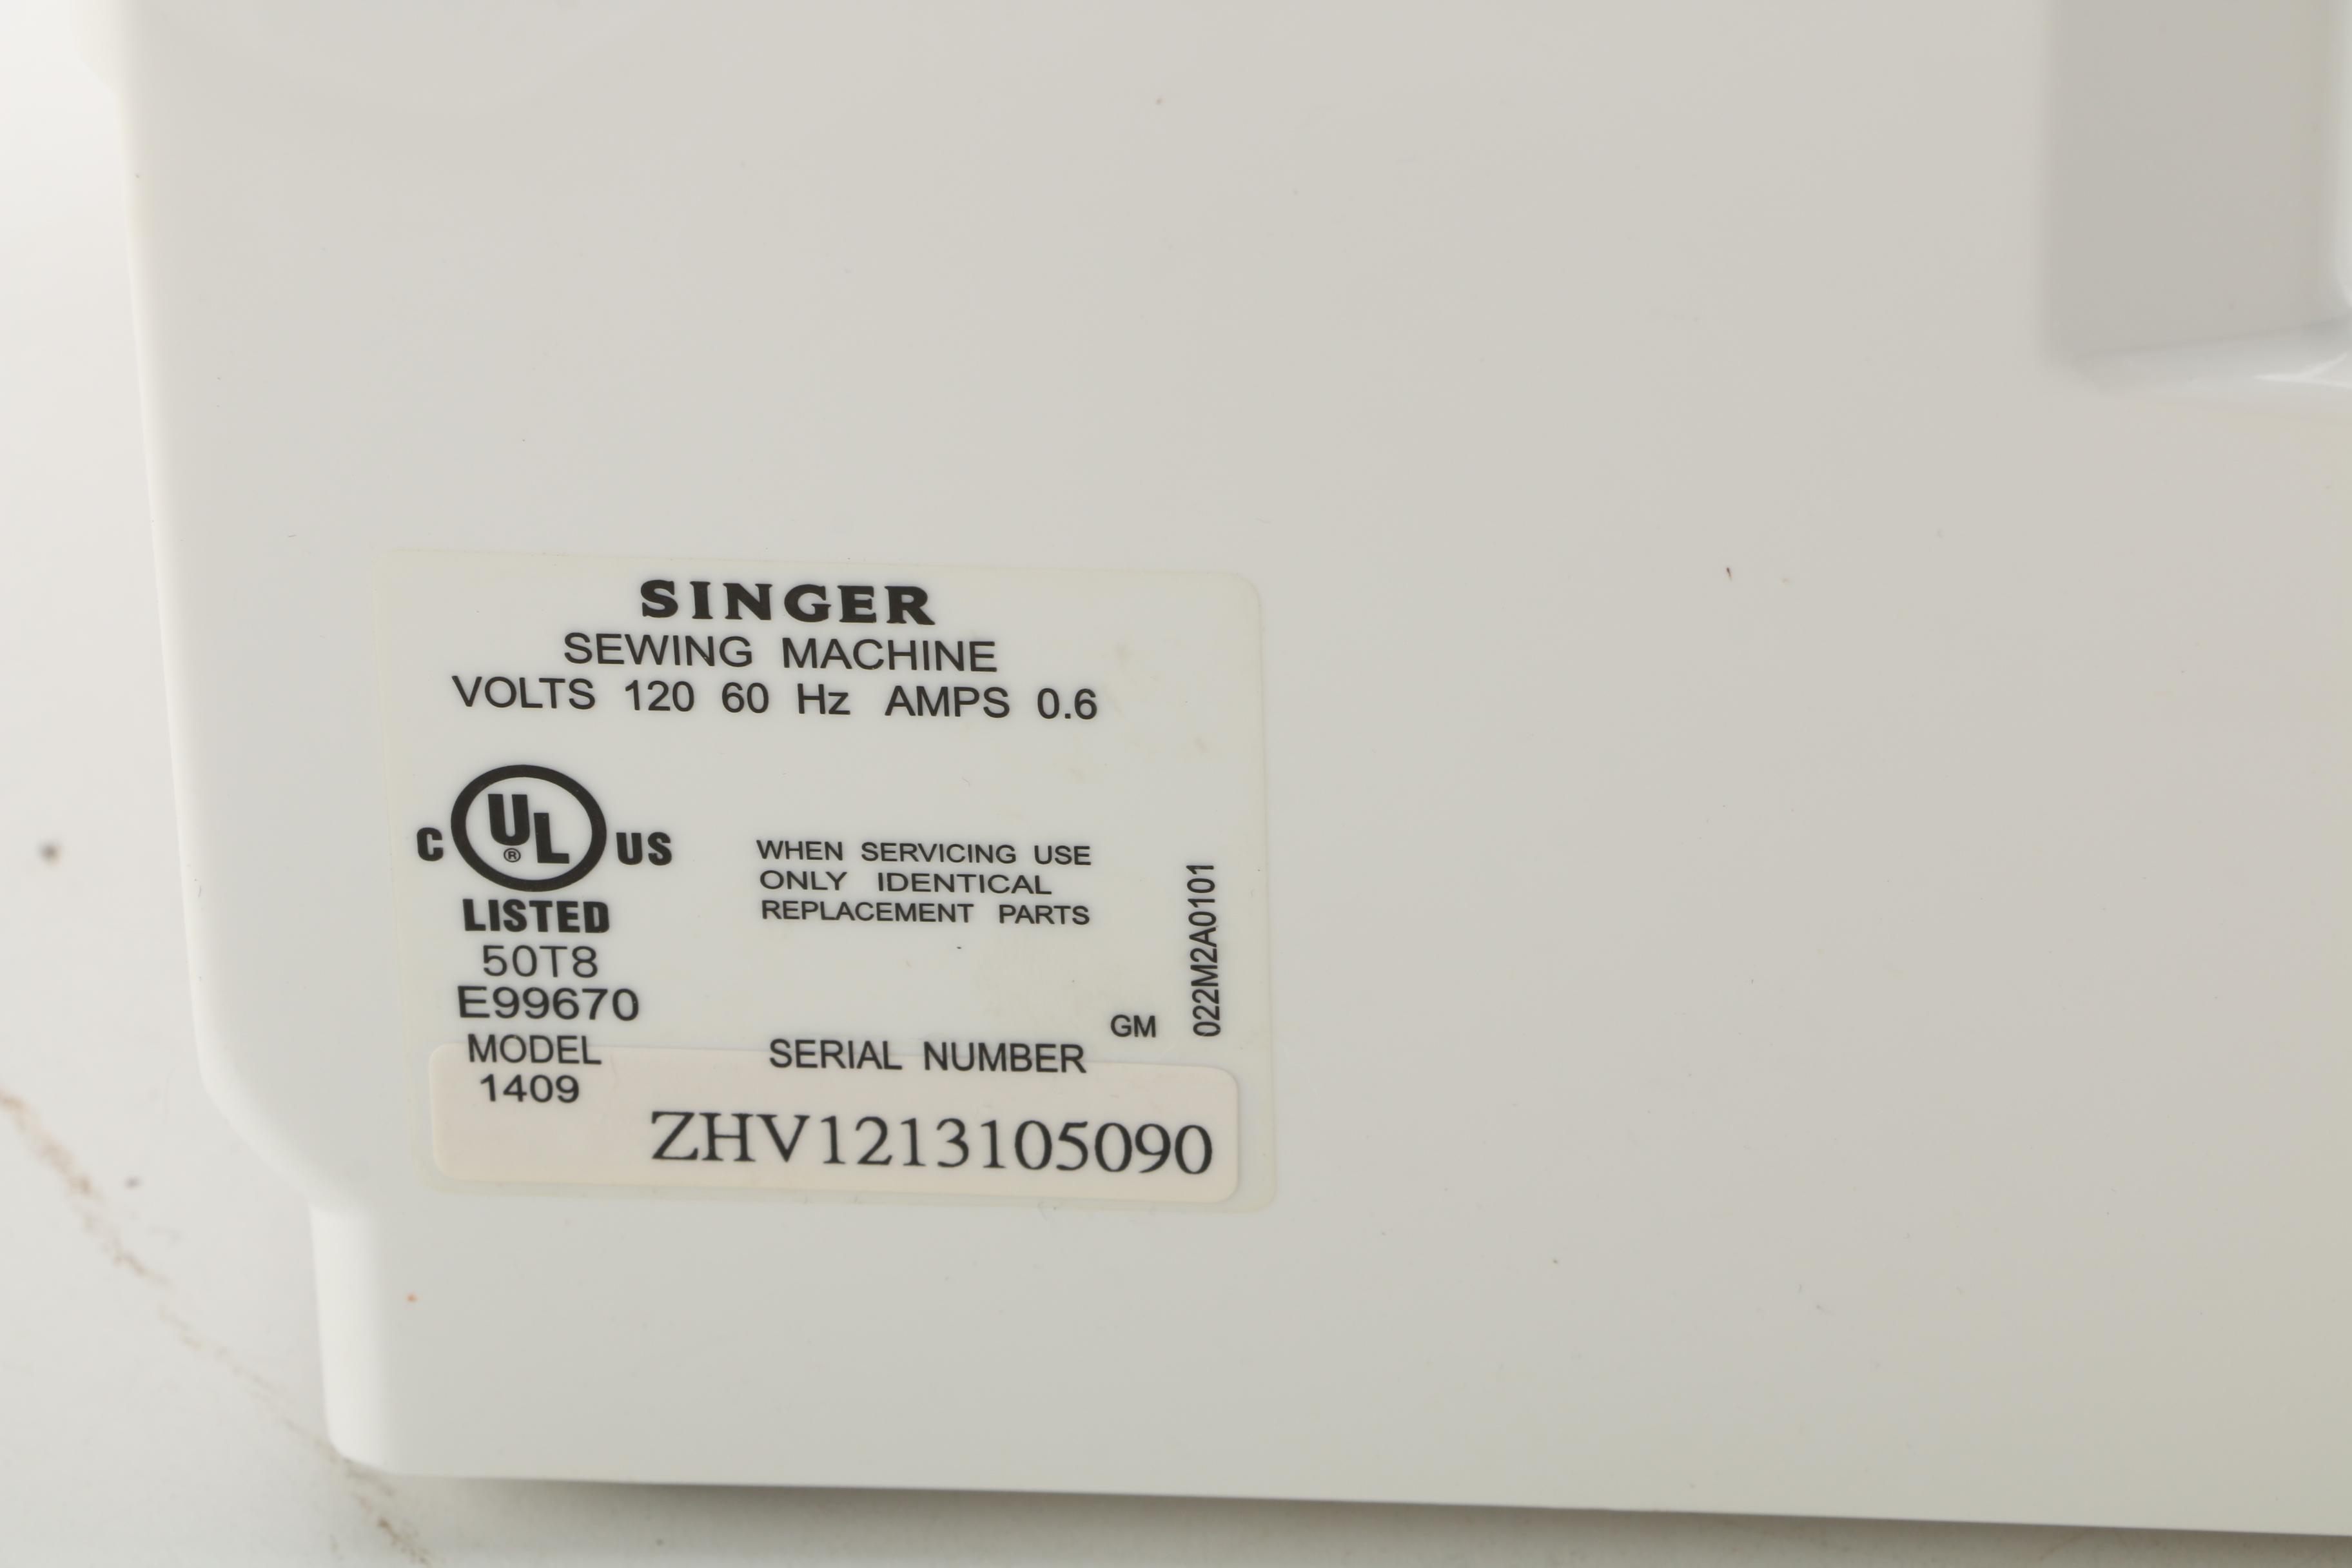 SINGER
SEWING MACHINE
VOLTS 120 60 Hz AMPS 0.6
C UL® US
LISTED
50T8
E99670
MODEL
1409
WHEN SERVICING USE
ONLY IDENTICAL
REPLACEMENT PARTS
GM
022M2A0101
SERIAL NUMBER
ZHV1213105090